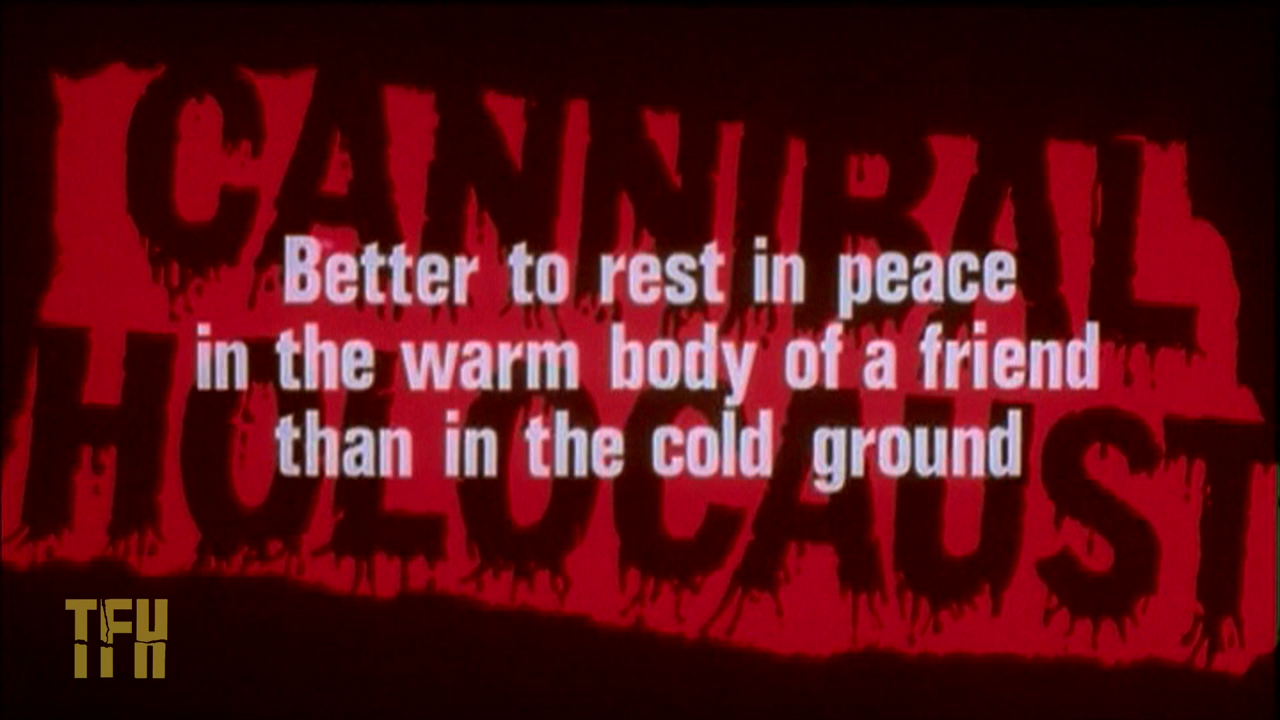 CANNIBAL
HOLOCAUST
Better to rest in peace
in the warm body of a friend
than in the cold ground
TFH